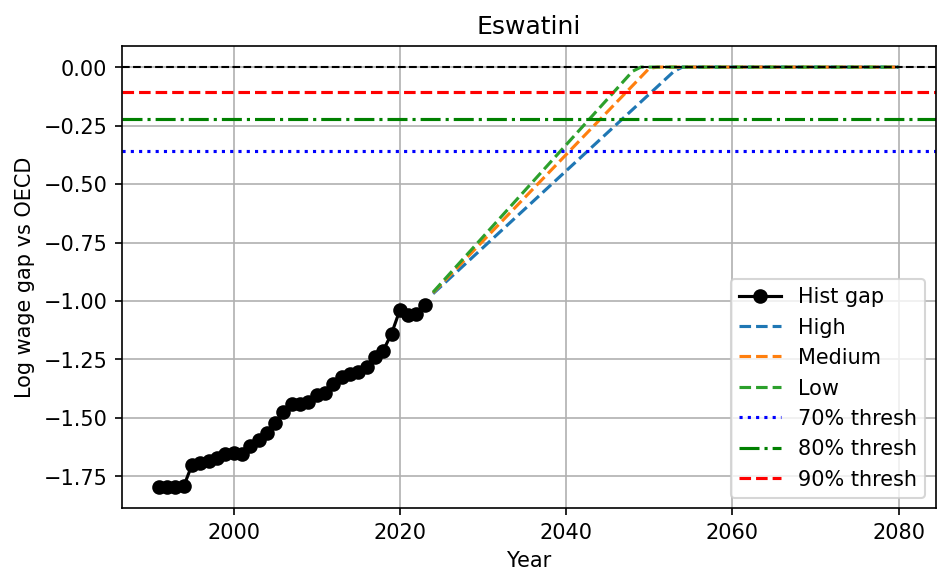 Eswatini
Log wage gap vs OECD
0.00
−0.25
−0.50
−0.75
−1.00
−1.25
−1.50
−1.75
2000
2020
2040
2060
2080
Year
Hist gap
High
Medium
Low
70% thresh
80% thresh
90% thresh